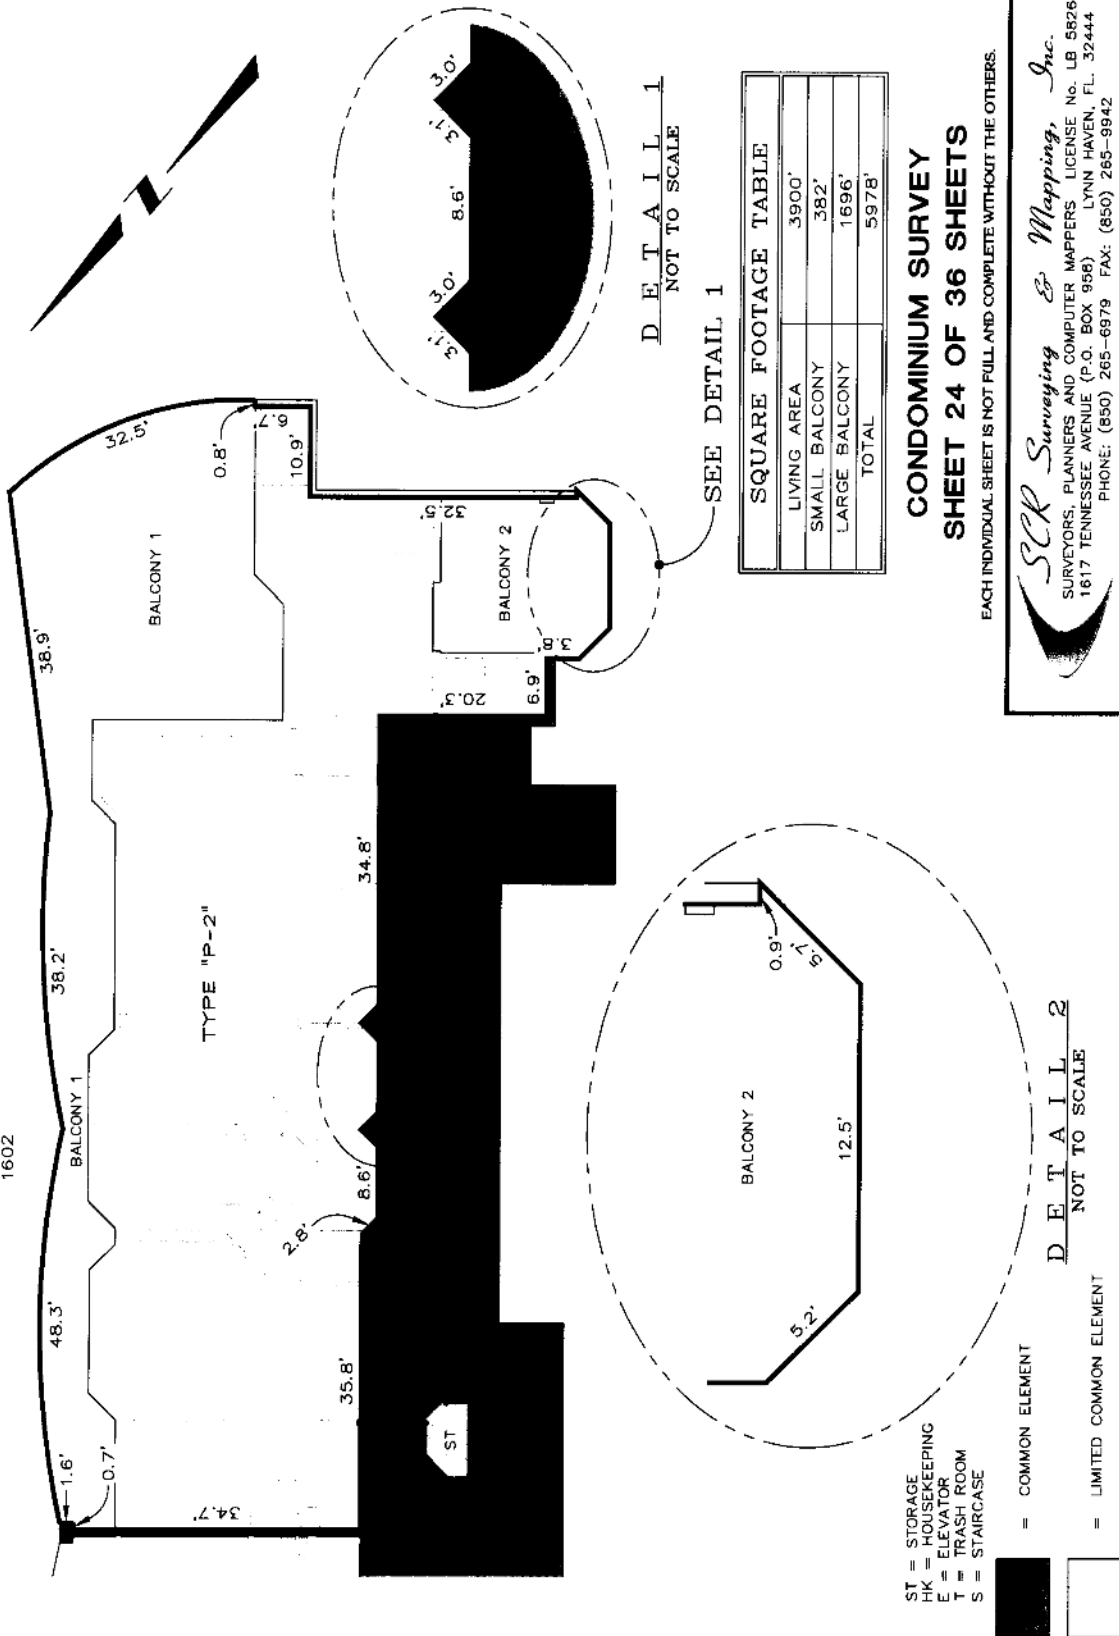 1602
48.3'
38.2'
38.9'
32.5'
1.6'
0.7'
BALCONY 1
BALCONY 1
0.8'
6.7'
10.9'
34.7'
TYPE "P-2"
32.5'
BALCONY 2
3.8'
6.9'
20.3'
34.8'
8.6'
2.8'
35.8'
ST
3.1'
3.0'
8.6'
3.1'
3.0'
DETAIL 1
NOT TO SCALE
SEE DETAIL 1
BALCONY 2
0.9'
5.7'
12.5'
5.2'
DETAIL 2
NOT TO SCALE
SQUARE FOOTAGE TABLE
LIVING AREA 3900'
SMALL BALCONY 382'
LARGE BALCONY 1696'
TOTAL 5978'
CONDOMINIUM SURVEY
SHEET 24 OF 36 SHEETS
EACH INDIVIDUAL SHEET IS NOT FULL AND COMPLETE WITHOUT THE OTHERS.
ST = STORAGE
HK = HOUSEKEEPING
E = ELEVATOR
T = TRASH ROOM
S = STAIRCASE
= COMMON ELEMENT
= LIMITED COMMON ELEMENT
SCR Surveying & Mapping, Inc.
SURVEYORS, PLANNERS AND COMPUTER MAPPERS LICENSE No. LB 5826
1617 TENNESSEE AVENUE (P.O. BOX 958) LYNN HAVEN, FL. 32444
PHONE: (850) 265-6979 FAX: (850) 265-9942